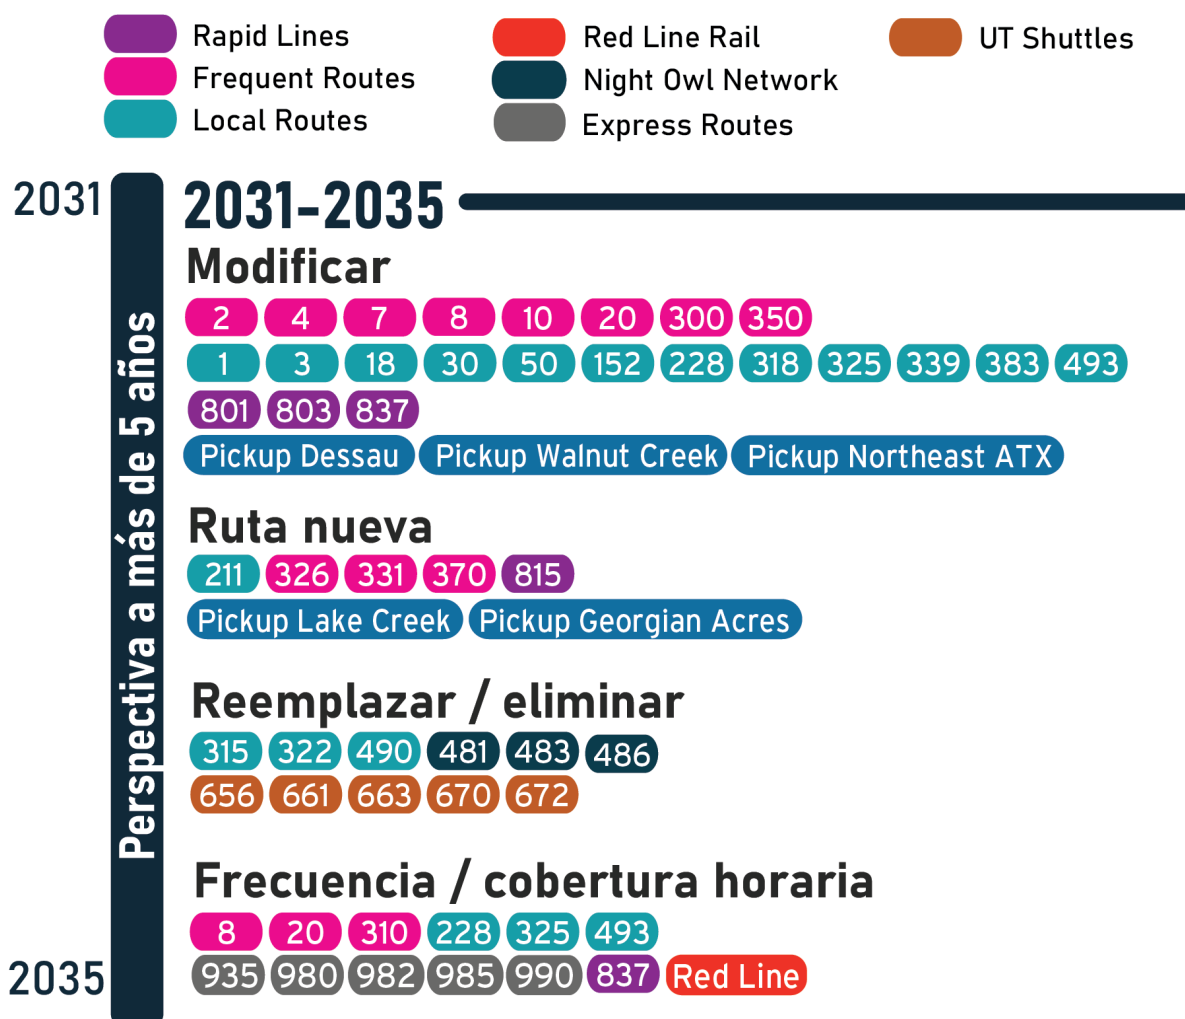 Rapid Lines
Frequent Routes
Local Routes
Red Line Rail
Night Owl Network
Express Routes
UT Shuttles
2031
Perspectiva a más de 5 años
2035
2031-2035
Modificar
2 4 7 8 10 20 300 350
1 3 18 30 50 152 228 318 325 339 383 493
801 803 837
Pickup Dessau Pickup Walnut Creek Pickup Northeast ATX
Ruta nueva
211 326 331 370 815
Pickup Lake Creek Pickup Georgian Acres
Reemplazar / eliminar
315 322 490 481 483 486
656 661 663 670 672
Frecuencia / cobertura horaria
8 20 310 228 325 493
935 980 982 985 990 837 Red Line